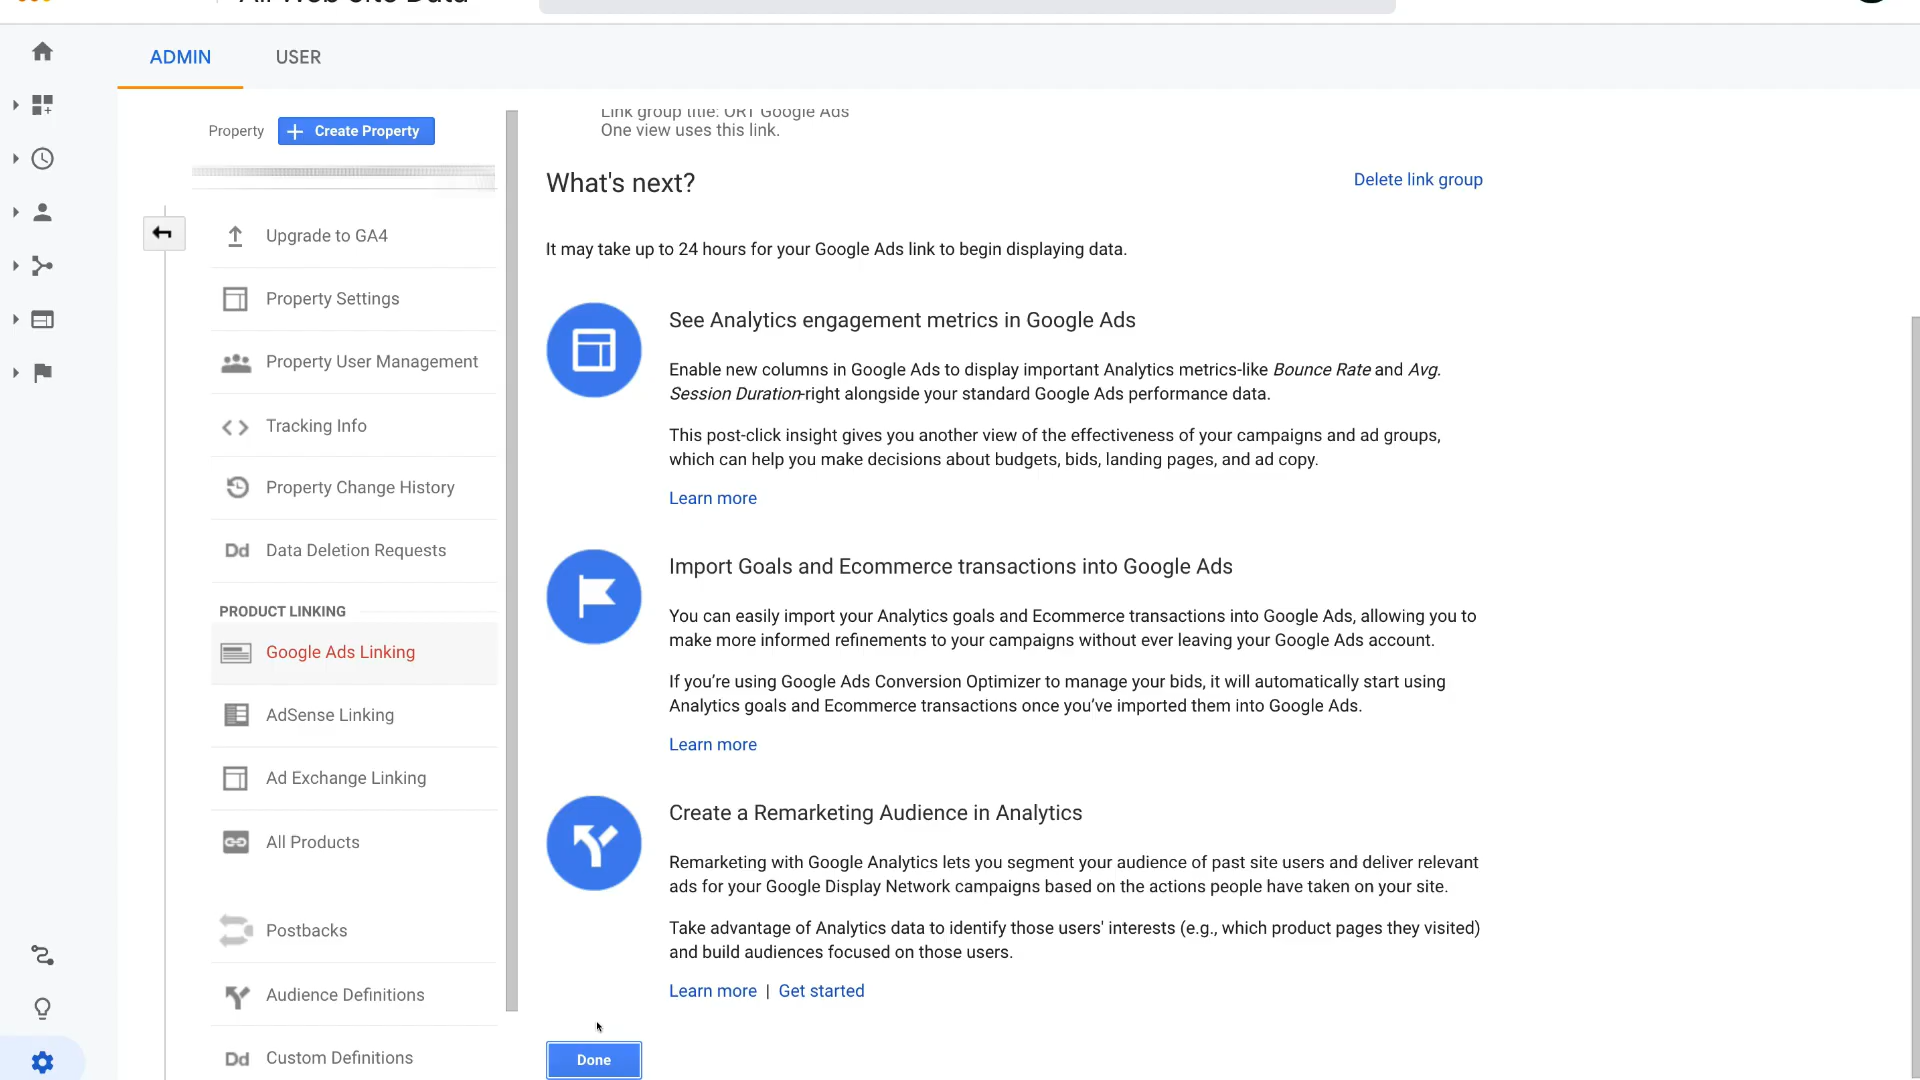 All Web Site Data
ADMIN
USER
Property
Create Property
Upgrade to GA4
Property Settings
Property User Management
Tracking Info
Property Change History
Dd Data Deletion Requests
PRODUCT LINKING
Google Ads Linking
AdSense Linking
Ad Exchange Linking
All Products
Postbacks
Audience Definitions
Dd Custom Definitions
Link group title: ORT Google Ads
One view uses this link.
What's next?
Delete link group
It may take up to 24 hours for your Google Ads link to begin displaying data.
See Analytics engagement metrics in Google Ads
Enable new columns in Google Ads to display important Analytics metrics-like Bounce Rate and Avg.
Session Duration-right alongside your standard Google Ads performance data.
This post-click insight gives you another view of the effectiveness of your campaigns and ad groups,
which can help you make decisions about budgets, bids, landing pages, and ad copy.
Learn more
Import Goals and Ecommerce transactions into Google Ads
You can easily import your Analytics goals and Ecommerce transactions into Google Ads, allowing you to
make more informed refinements to your campaigns without ever leaving your Google Ads account.
If you’re using Google Ads Conversion Optimizer to manage your bids, it will automatically start using
Analytics goals and Ecommerce transactions once you’ve imported them into Google Ads.
Learn more
Create a Remarketing Audience in Analytics
Remarketing with Google Analytics lets you segment your audience of past site users and deliver relevant
ads for your Google Display Network campaigns based on the actions people have taken on your site.
Take advantage of Analytics data to identify those users' interests (e.g., which product pages they visited)
and build audiences focused on those users.
Learn more | Get started
Done